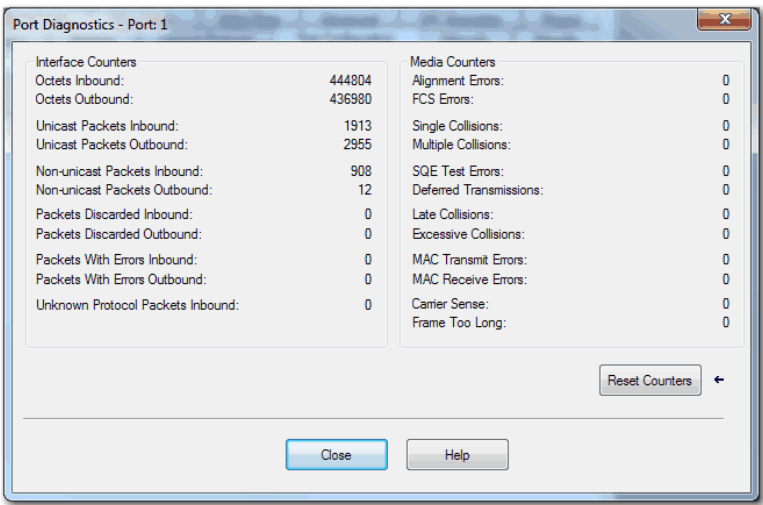 Port Diagnostics - Port: 1
Interface Counters
Octets Inbound: 444804
Octets Outbound: 436980
Unicast Packets Inbound: 1913
Unicast Packets Outbound: 2955
Non-unicast Packets Inbound: 908
Non-unicast Packets Outbound: 12
Packets Discarded Inbound: 0
Packets Discarded Outbound: 0
Packets With Errors Inbound: 0
Packets With Errors Outbound: 0
Unknown Protocol Packets Inbound: 0
Media Counters
Alignment Errors: 0
FCS Errors: 0
Single Collisions: 0
Multiple Collisions: 0
SQE Test Errors: 0
Deferred Transmissions: 0
Late Collisions: 0
Excessive Collisions: 0
MAC Transmit Errors: 0
MAC Receive Errors: 0
Carrier Sense: 0
Frame Too Long: 0
Reset Counters
Close
Help